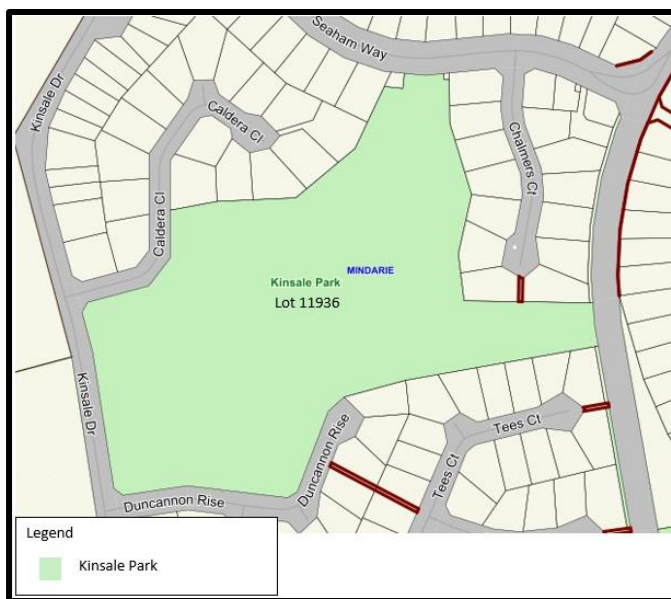 Seaham Way
Kinsale Dr
Caldera Cl
Chalmers Ct
Caldera Cl
MINDARIE
Kinsale Park
Lot 11936
Kinsale Dr
Duncannon Rise
Tees Ct
Tees Ct
Duncannon Rise
Legend
Kinsale Park